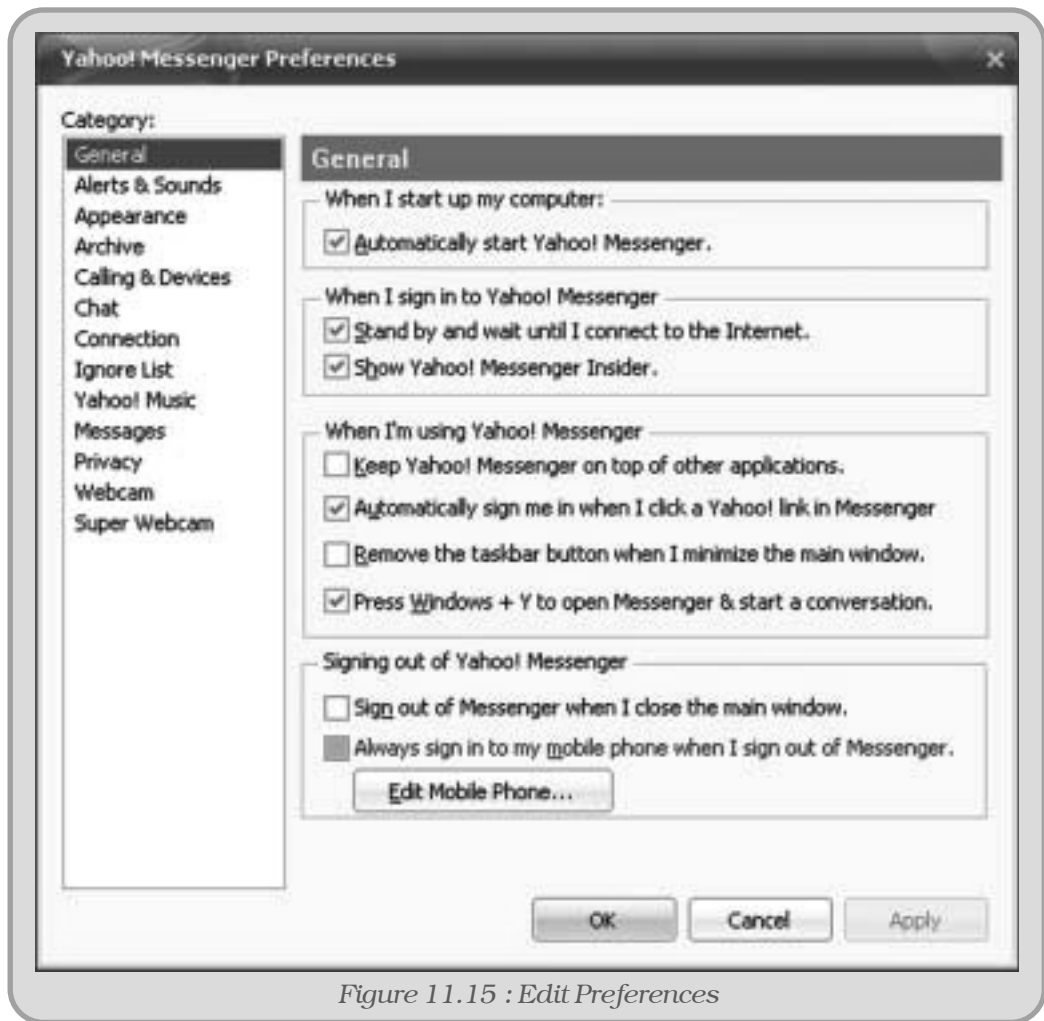 Yahoo! Messenger Preferences
Category:
General
Alerts & Sounds
Appearance
Archive
Calling & Devices
Chat
Connection
Ignore List
Yahoo! Music
Messages
Privacy
Webcam
Super Webcam
General
When I start up my computer:
Automatically start Yahoo! Messenger.
When I sign in to Yahoo! Messenger
Stand by and wait until I connect to the Internet.
Show Yahoo! Messenger Insider.
When I'm using Yahoo! Messenger
Keep Yahoo! Messenger on top of other applications.
Automatically sign me in when I click a Yahoo! link in Messenger
Remove the taskbar button when I minimize the main window.
Press Windows + Y to open Messenger & start a conversation.
Signing out of Yahoo! Messenger
Sign out of Messenger when I close the main window.
Always sign in to my mobile phone when I sign out of Messenger.
Edit Mobile Phone...
OK
Cancel
Apply
Figure 11.15 : Edit Preferences